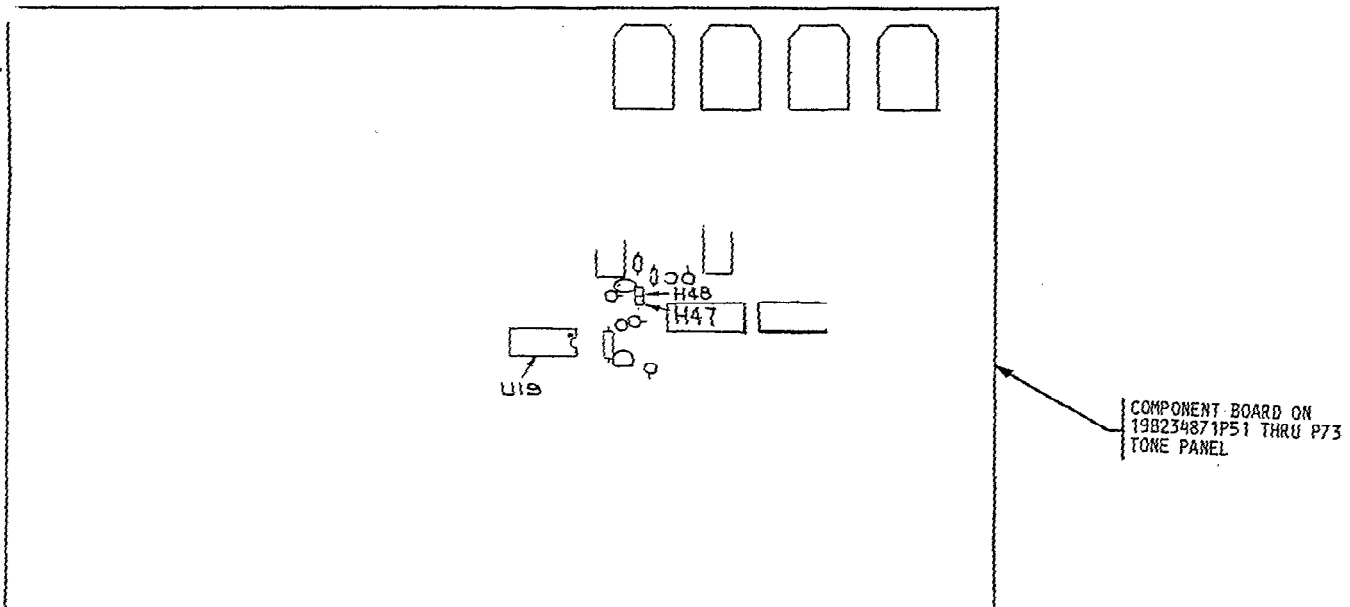 H48
H47
U19
COMPONENT BOARD ON
19B234871P51 THRU P73
TONE PANEL